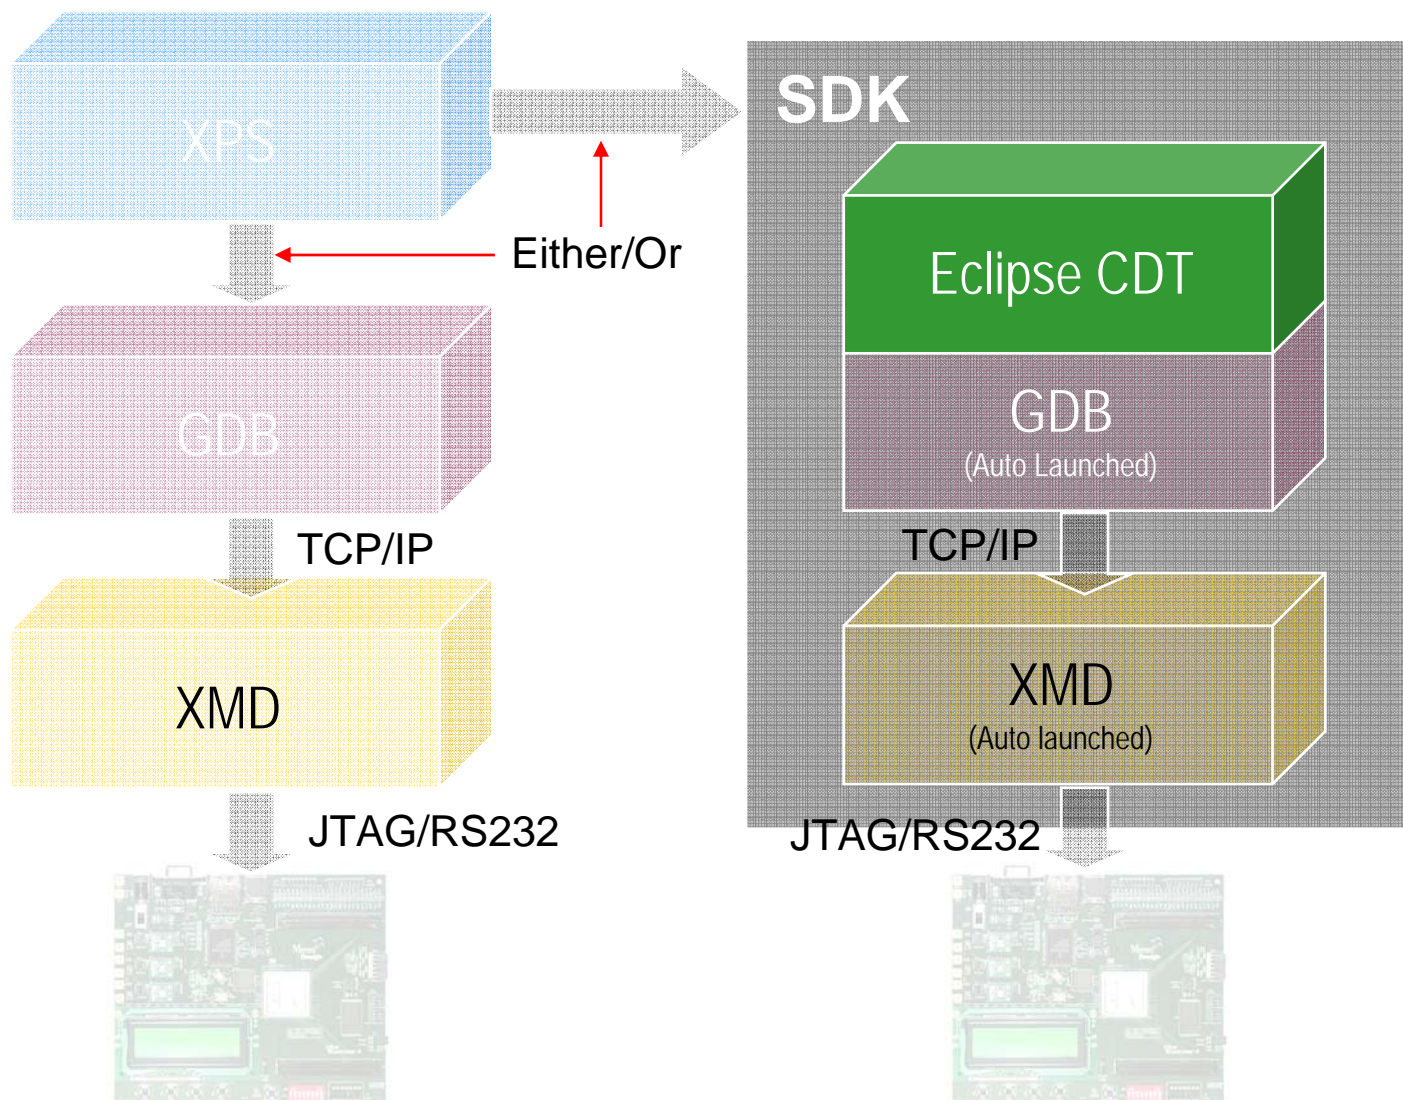 XPS
SDK
Either/Or
Eclipse CDT
GDB
GDB
(Auto Launched)
TCP/IP
TCP/IP
XMD
XMD
(Auto launched)
JTAG/RS232
JTAG/RS232